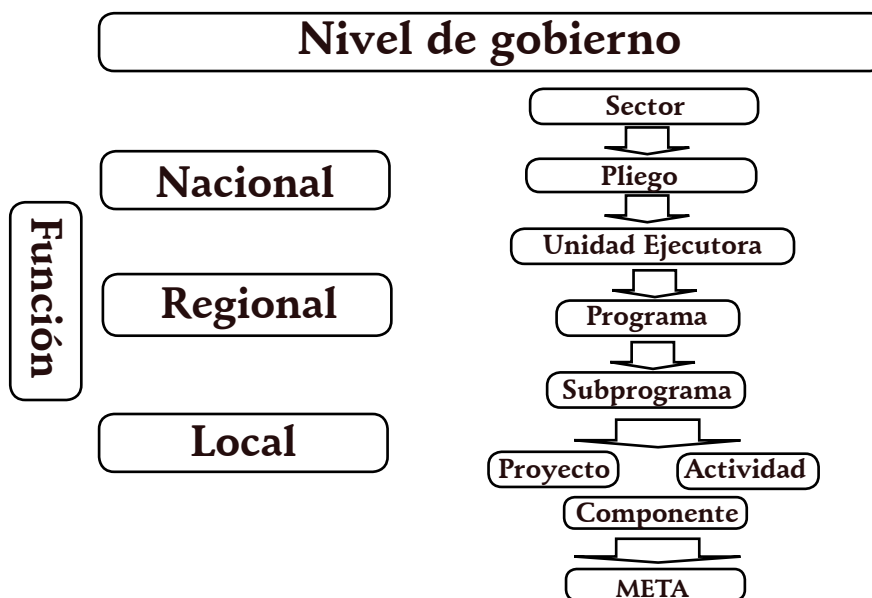 Nivel de gobierno
Función
Nacional
Regional
Local
Sector
Pliego
Unidad Ejecutora
Programa
Subprograma
Proyecto
Actividad
Componente
META